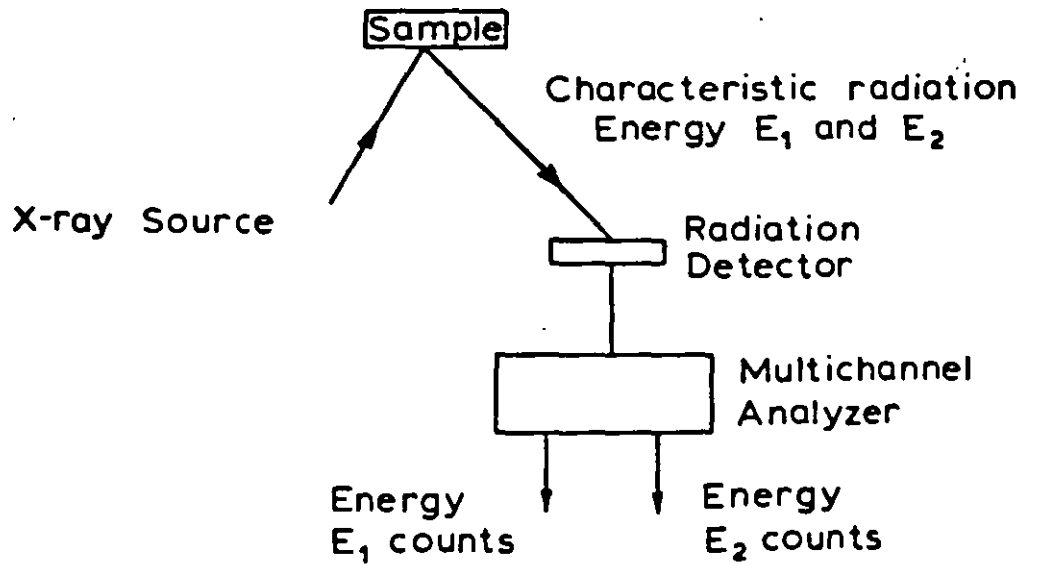 Sample
Characteristic radiation
Energy E₁ and E₂
X-ray Source
Radiation
Detector
Multichannel
Analyzer
Energy
E₁ counts
Energy
E₂ counts